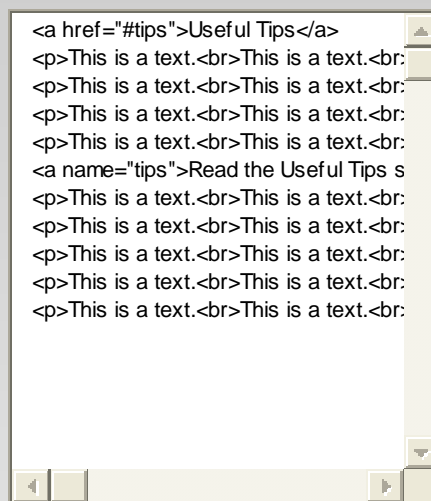 <a href="#tips">Useful Tips</a>
<p>This is a text.<br>This is a text.<br>
<p>This is a text.<br>This is a text.<br>
<p>This is a text.<br>This is a text.<br>
<p>This is a text.<br>This is a text.<br>
<a name="tips">Read the Useful Tips s
<p>This is a text.<br>This is a text.<br>
<p>This is a text.<br>This is a text.<br>
<p>This is a text.<br>This is a text.<br>
<p>This is a text.<br>This is a text.<br>
<p>This is a text.<br>This is a text.<br>